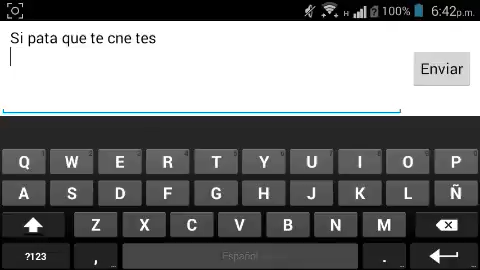 H 100% 6:42p.m.
Si pata que te cne tes
Enviar
Q W E R T Y U I O P
A S D F G H J K L Ñ
Z X C V B N M
?123 , Español .